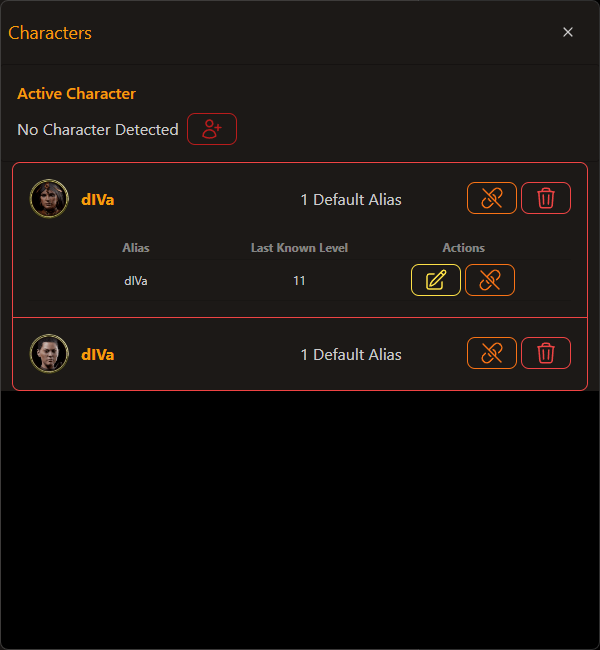 Characters
Active Character
No Character Detected
dIVa 1 Default Alias
Alias Last Known Level Actions
dIVa 11
dIVa 1 Default Alias